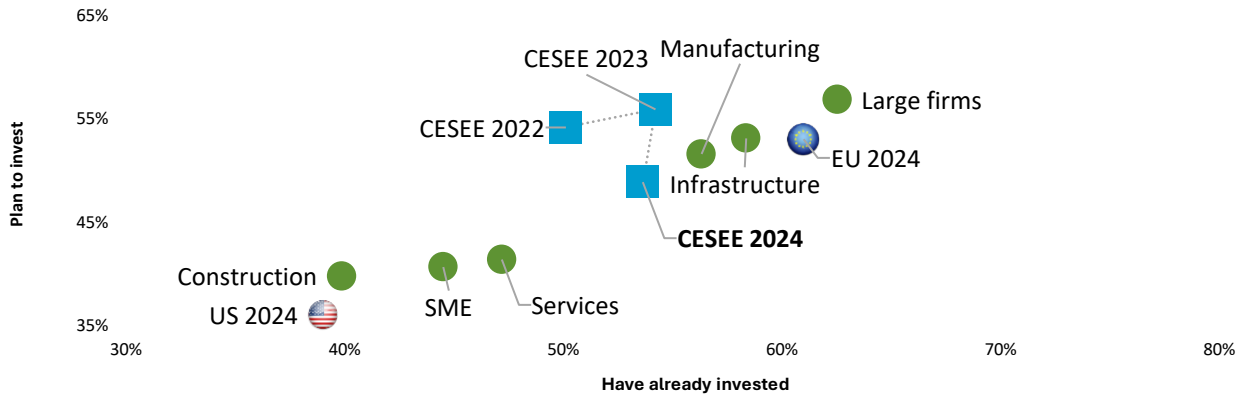 65%
Manufacturing
CESEE 2023
Large firms
55%
CESEE 2022
EU 2024
Infrastructure
Plan to invest
45%
CESEE 2024
Construction
SME
Services
US 2024
35%
30%
40%
50%
60%
70%
80%
Have already invested